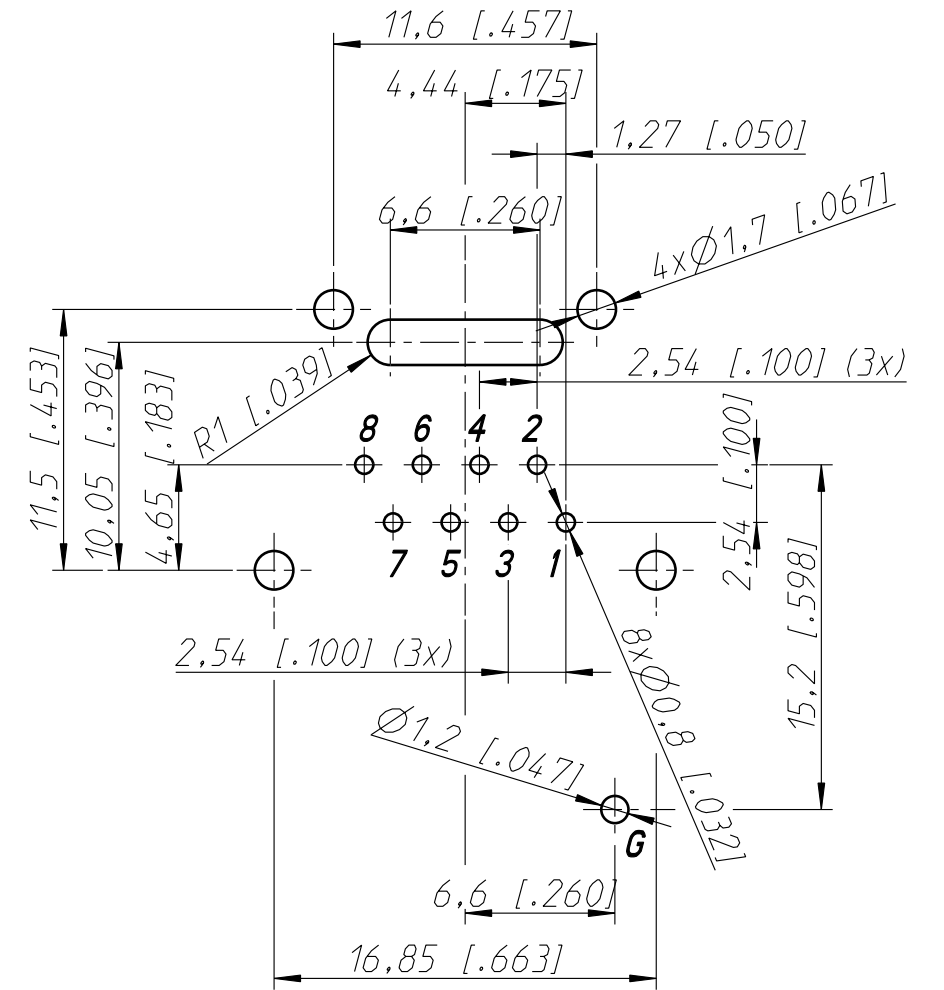 11,6 [.457]
4,44 [.175]
1,27 [.050]
6,6 [.260]
4xØ1,7 [.067]
2,54 [.100] (3x)
R1 [.039]
11,5 [.453]
10,05 [.396]
4,65 [.183]
8 6 4 2
2,54 [.100]
7 5 3 1
15,2 [.598]
2,54 [.100] (3x)
8xØ0,8 [.032]
Ø1,2 [.047]
G
6,6 [.260]
16,85 [.663]